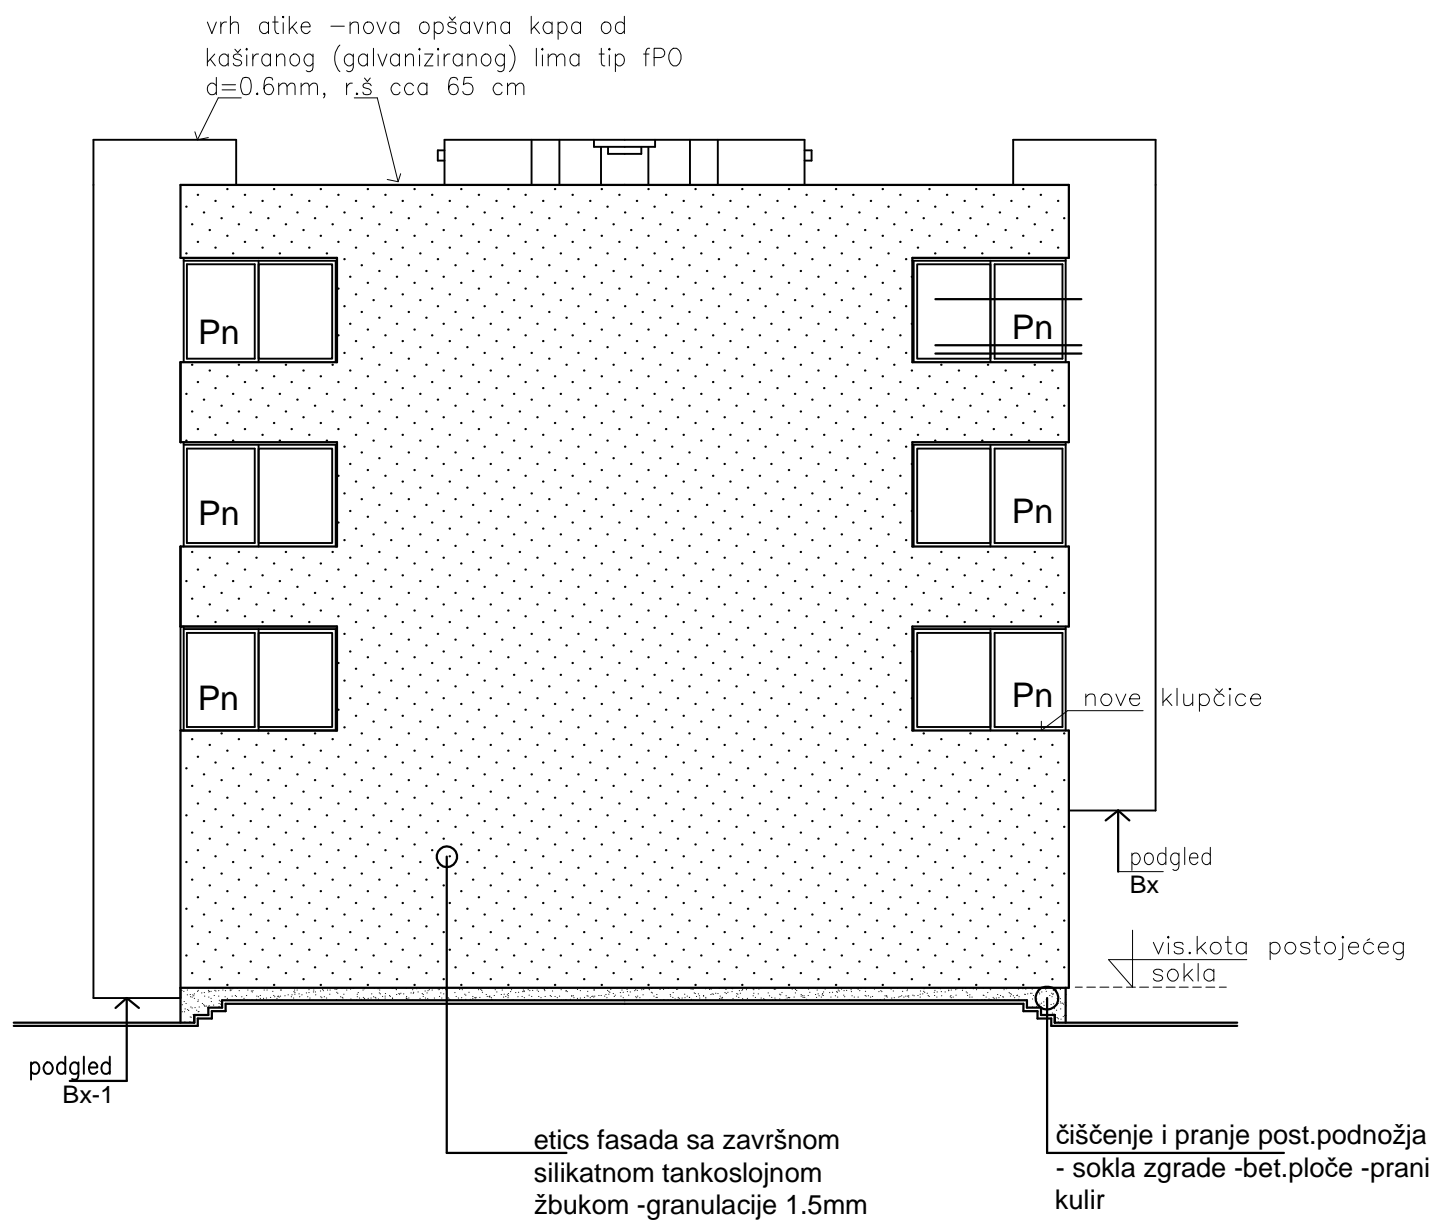 vrh atike –nova opšavna kapa od
kaširanog (galvaniziranog) lima tip fPO
d=0.6mm, r.š cca 65 cm
Pn
Pn
Pn
Pn
Pn
Pn
nove klupčice
podgled
Bx
vis.kota postojećeg
sokla
podgled
Bx-1
etics fasada sa završnom
silikatnom tankoslojnom
žbukom -granulacije 1.5mm
čiščenje i pranje post.podnožja
- sokla zgrade -bet.ploče -prani
kulir